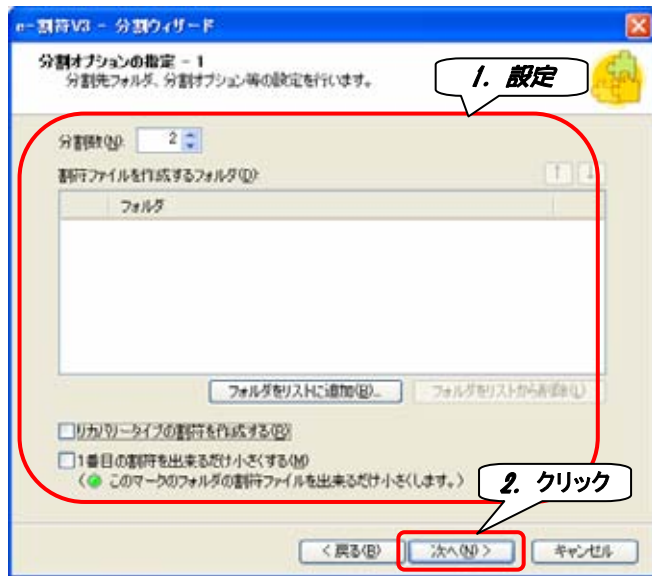 e-割符V3 - 分割ウィザード
分割オプションの指定 - 1
分割先フォルダ、分割オプション等の設定を行います。
1. 設定
分割数(N): 2
割符ファイルを作成するフォルダ(D):
↑ ↓
フォルダ
フォルダをリストに追加(E)... フォルダをリストから削除(L)
リカバリータイプの割符を作成する(R)
1番目の割符を出来るだけ小さくする(M)
( このマークのフォルダの割符ファイルを出来るだけ小さくします。)
2. クリック
< 戻る(B) 次へ(N) > キャンセル